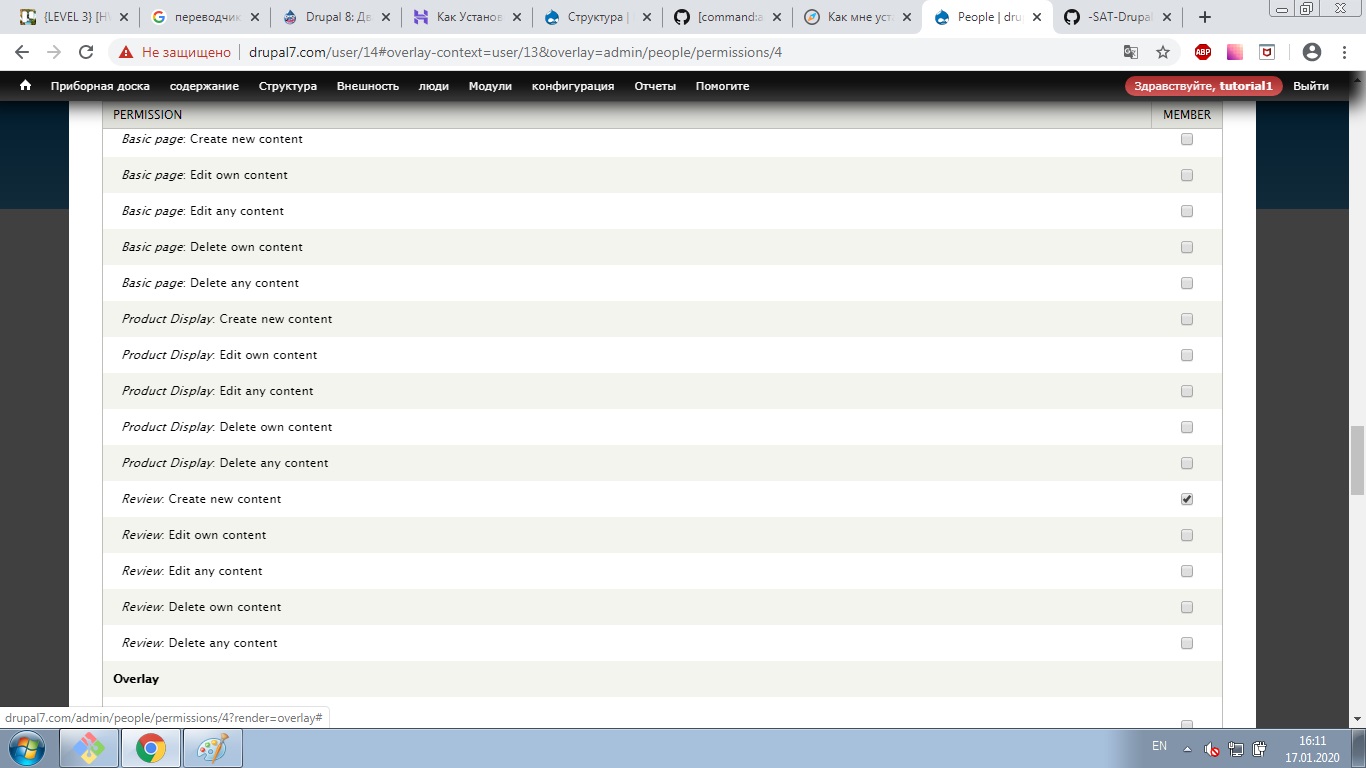 {LEVEL 3} [H
переводчик
Drupal 8: Дв
Как Установ
Структура |
[command:a
Как мне уст
People | dru
-SAT-Drupal
Не защищено drupal7.com/user/14#overlay-context=user/13&overlay=admin/people/permissions/4
ABP
Приборная доска содержание Структура Внешность люди Модули конфигурация Отчеты Помогите Здравствуйте, tutorial1 Выйти
PERMISSION MEMBER
Basic page: Create new content
Basic page: Edit own content
Basic page: Edit any content
Basic page: Delete own content
Basic page: Delete any content
Product Display: Create new content
Product Display: Edit own content
Product Display: Edit any content
Product Display: Delete own content
Product Display: Delete any content
Review: Create new content
Review: Edit own content
Review: Edit any content
Review: Delete own content
Review: Delete any content
Overlay
drupal7.com/admin/people/permissions/4?render=overlay#
EN 16:11
17.01.2020